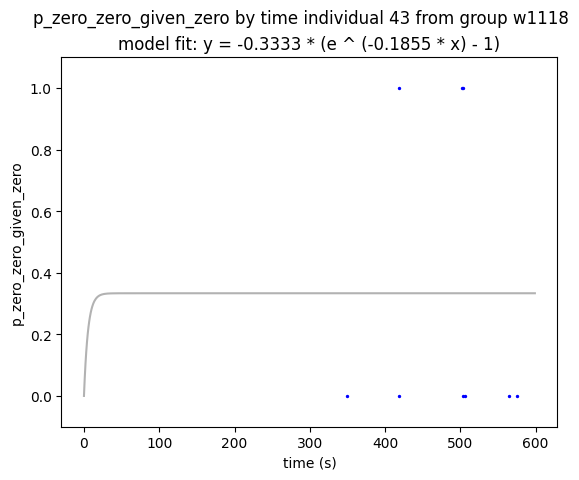 p_zero_zero_given_zero by time individual 43 from group w1118
model fit: y = -0.3333 * (e ^ (-0.1855 * x) - 1)
1.0
0.8
0.6
0.4
0.2
0.0
p_zero_zero_given_zero
0 100 200 300 400 500 600
time (s)